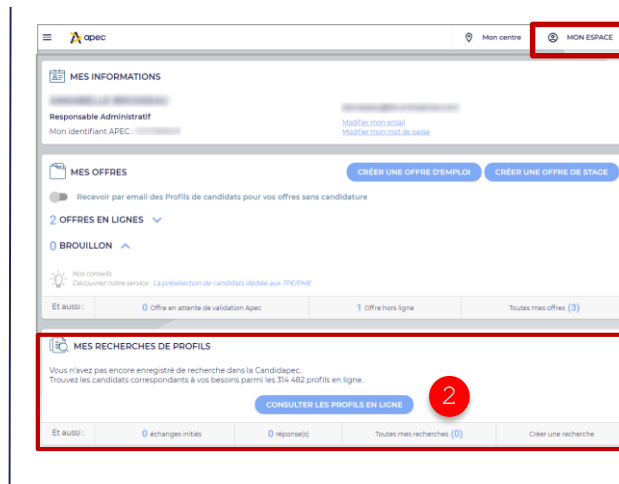 apec
Mon centre
MON ESPACE
MES INFORMATIONS
Responsable Administratif
Mon identifiant APEC :
Modifier mon email
Modifier mon mot de passe
MES OFFRES
CRÉER UNE OFFRE D'EMPLOI
CRÉER UNE OFFRE DE STAGE
Recevoir par email des Profils de candidats pour vos offres sans candidature
2 OFFRES EN LIGNES
0 BROUILLON
Nos conseils
Découvrez notre service : La présélection de candidats dédiée aux TPE/PME
Et aussi : 0 Offre en attente de validation Apec 1 Offre hors ligne Toutes mes offres (3)
MES RECHERCHES DE PROFILS
Vous n'avez pas encore enregistré de recherche dans la Candidapec.
Trouvez les candidats correspondants à vos besoins parmi les 314 482 profils en ligne.
CONSULTER LES PROFILS EN LIGNE
2
Et aussi : 0 échanges initiés 0 réponse(s) Toutes mes recherches (0) Créer une recherche